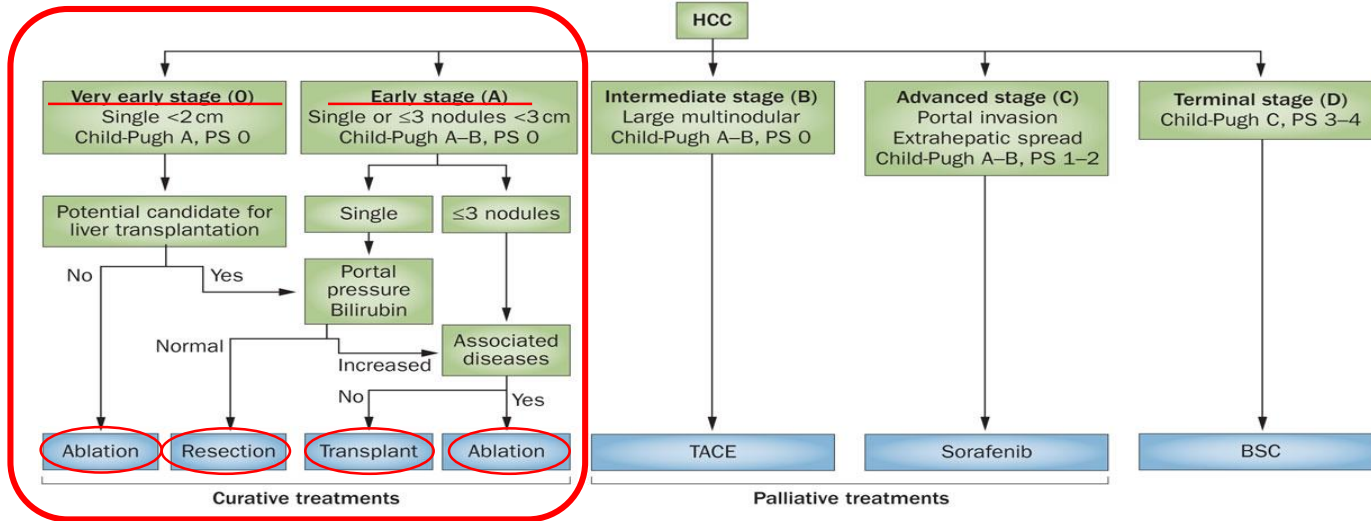 HCC
Very early stage (0)
Single <2 cm
Child-Pugh A, PS 0
Early stage (A)
Single or ≤3 nodules <3 cm
Child-Pugh A–B, PS 0
Intermediate stage (B)
Large multinodular
Child-Pugh A–B, PS 0
Advanced stage (C)
Portal invasion
Extrahepatic spread
Child-Pugh A–B, PS 1–2
Terminal stage (D)
Child-Pugh C, PS 3–4
Potential candidate for
liver transplantation
Single
≤3 nodules
No
Yes
Portal
pressure
Bilirubin
Normal
Increased
Associated
diseases
No
Yes
Ablation
Resection
Transplant
Ablation
TACE
Sorafenib
BSC
Curative treatments
Palliative treatments